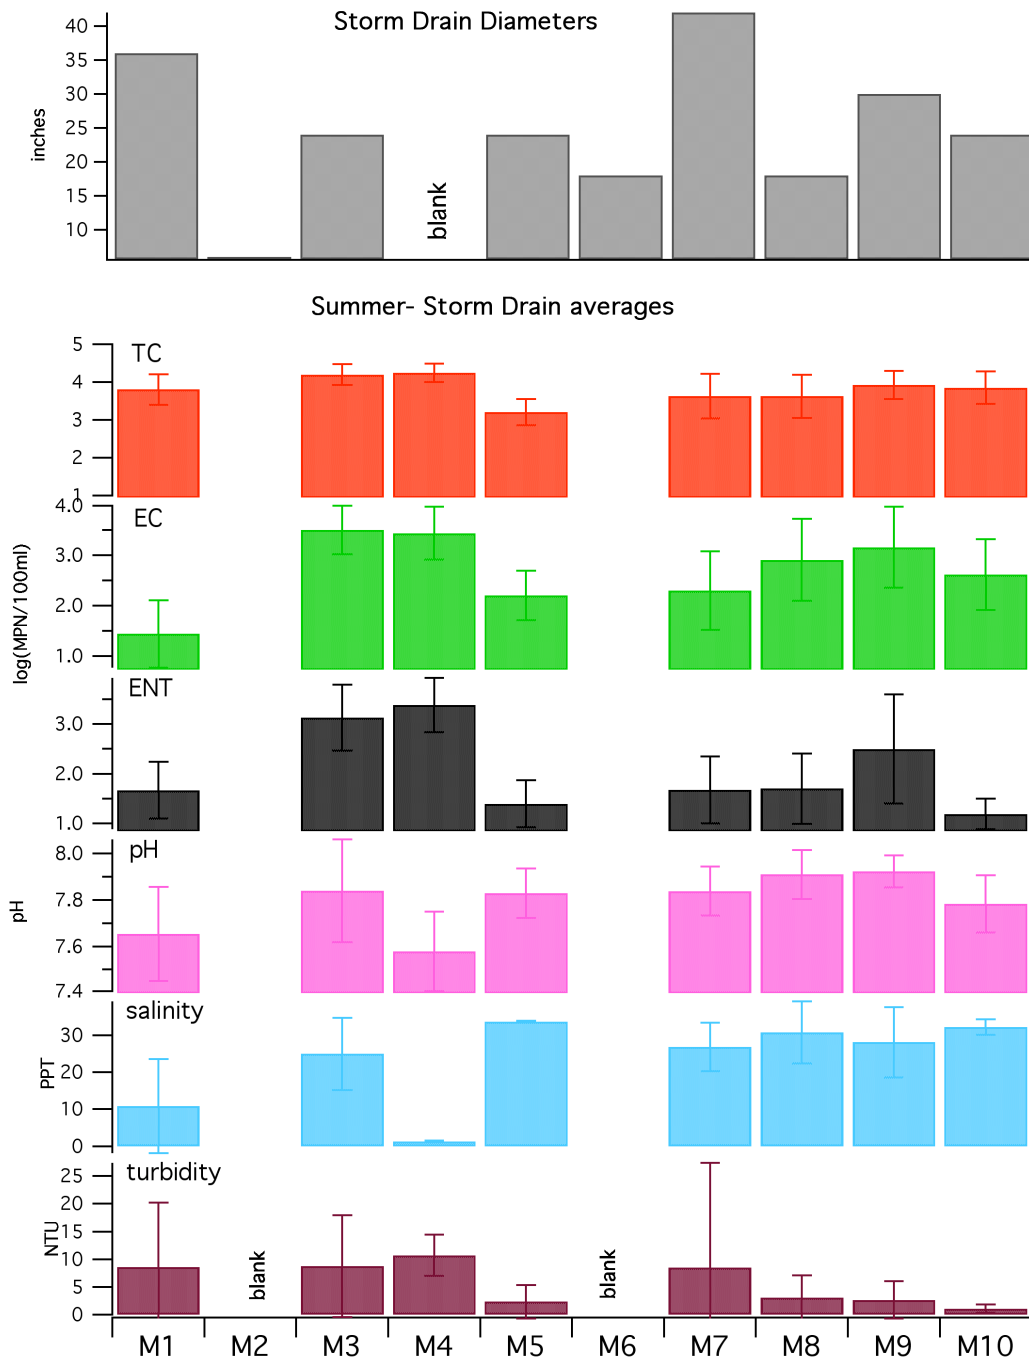 Storm Drain Diameters
inches
40
35
30
25
20
15
10
blank
Summer- Storm Drain averages
TC
5
4
3
2
1
log(MPN/100ml)
EC
4.0
3.0
2.0
1.0
ENT
3.0
2.0
1.0
pH
pH
8.0
7.8
7.6
7.4
salinity
PPT
30
20
10
0
turbidity
NTU
25
20
15
10
5
0
blank
blank
M1 M2 M3 M4 M5 M6 M7 M8 M9 M10